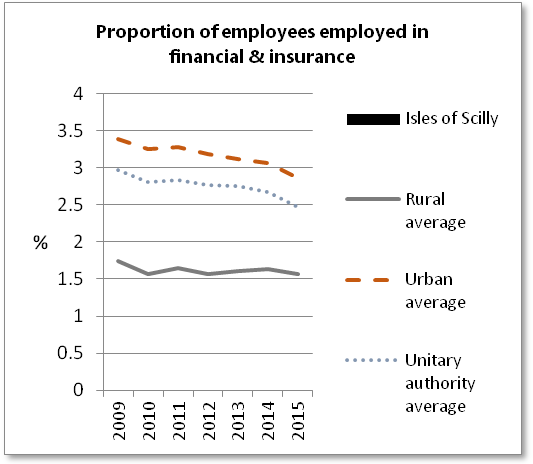 Proportion of employees employed in
financial & insurance
4
3.5
3
2.5
2
1.5
1
0.5
0
%
2009
2010
2011
2012
2013
2014
2015
Isles of Scilly
Rural
average
Urban
average
Unitary
authority
average